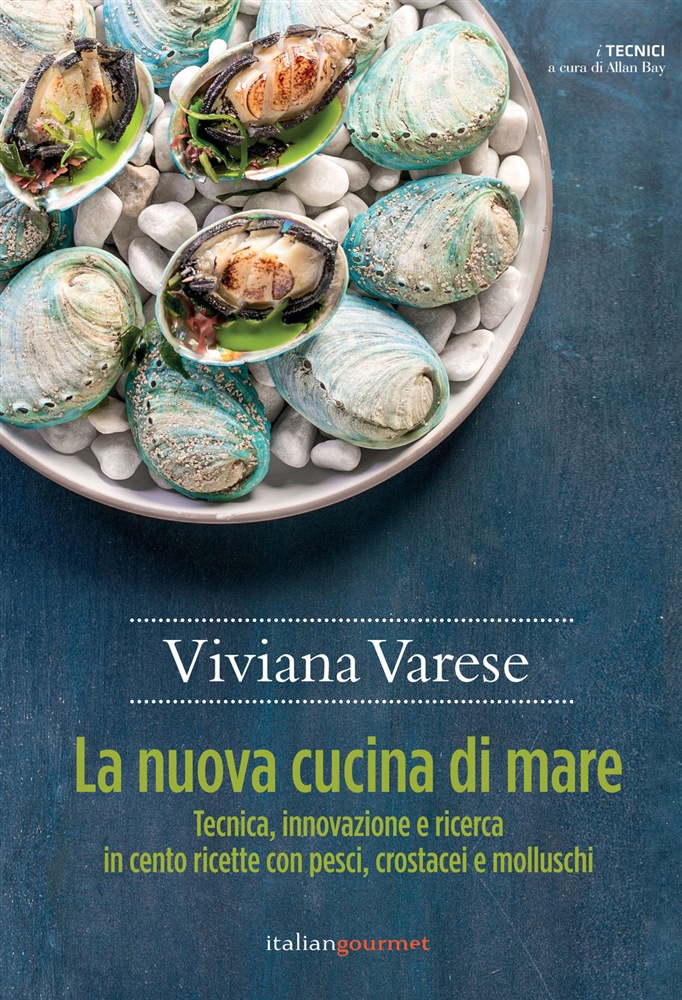 i TECNICI
a cura di Allan Bay
Viviana Varese
La nuova cucina di mare
Tecnica, innovazione e ricerca
in cento ricette con pesci, crostacei e molluschi
italiangourmet